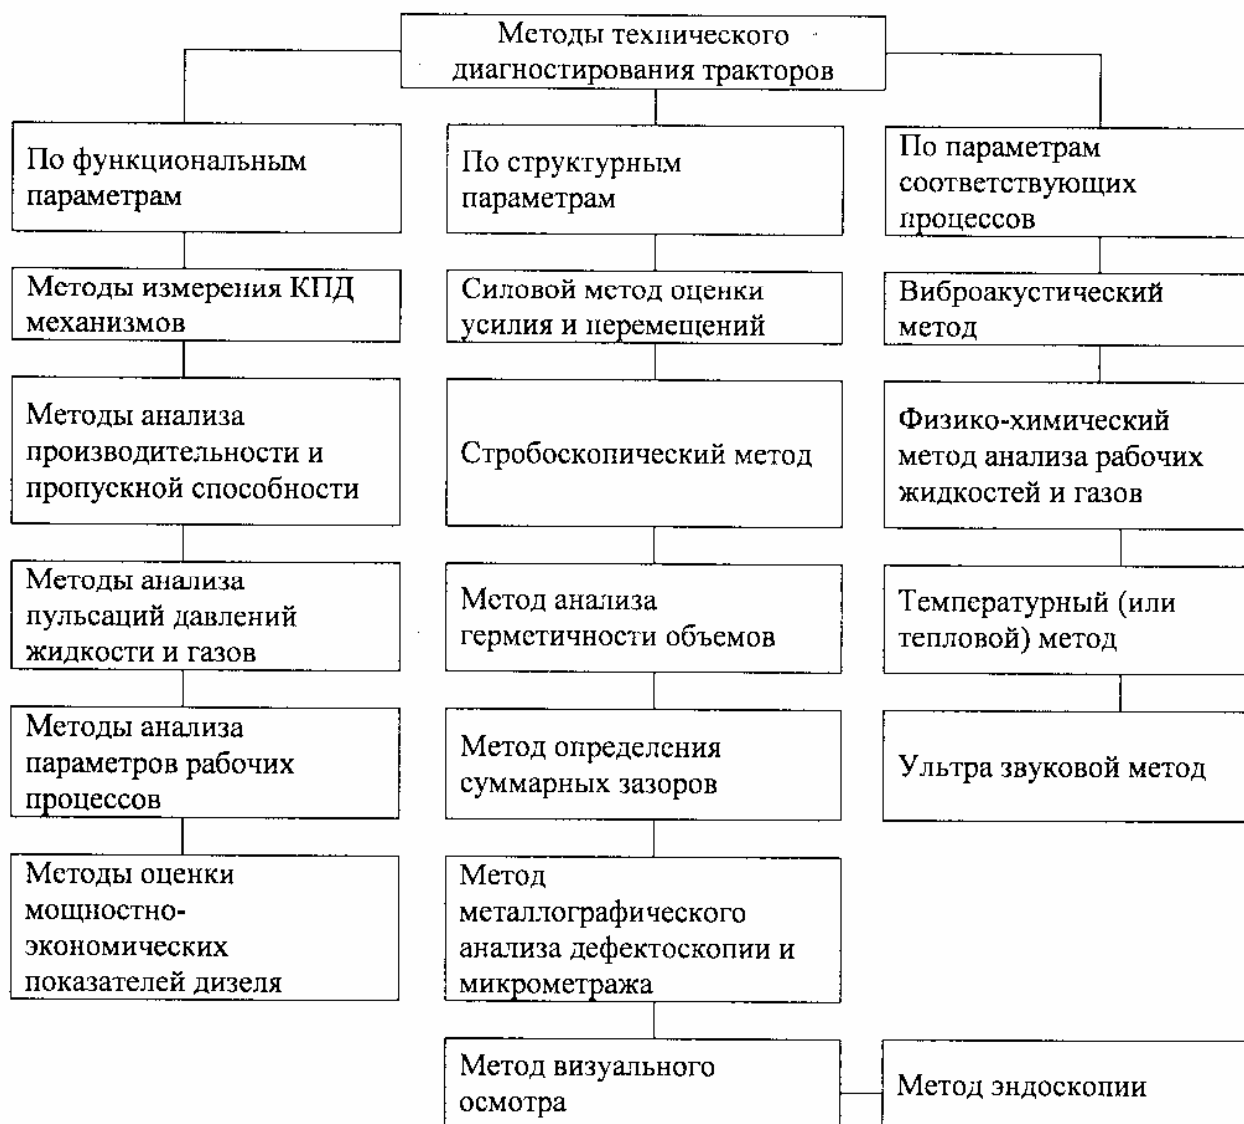 Методы технического
диагностирования тракторов
По функциональным
параметрам
По структурным
параметрам
По параметрам
соответствующих
процессов
Методы измерения КПД
механизмов
Силовой метод оценки
усилия и перемещений
Виброакустический
метод
Методы анализа
производительности и
пропускной способности
Стробоскопический метод
Физико-химический
метод анализа рабочих
жидкостей и газов
Методы анализа
пульсаций давлений
жидкости и газов
Метод анализа
герметичности объемов
Температурный (или
тепловой) метод
Методы анализа
параметров рабочих
процессов
Метод определения
суммарных зазоров
Ультра звуковой метод
Методы оценки
мощностно-
экономических
показателей дизеля
Метод
металлографического
анализа дефектоскопии и
микрометража
Метод визуального
осмотра
Метод эндоскопии